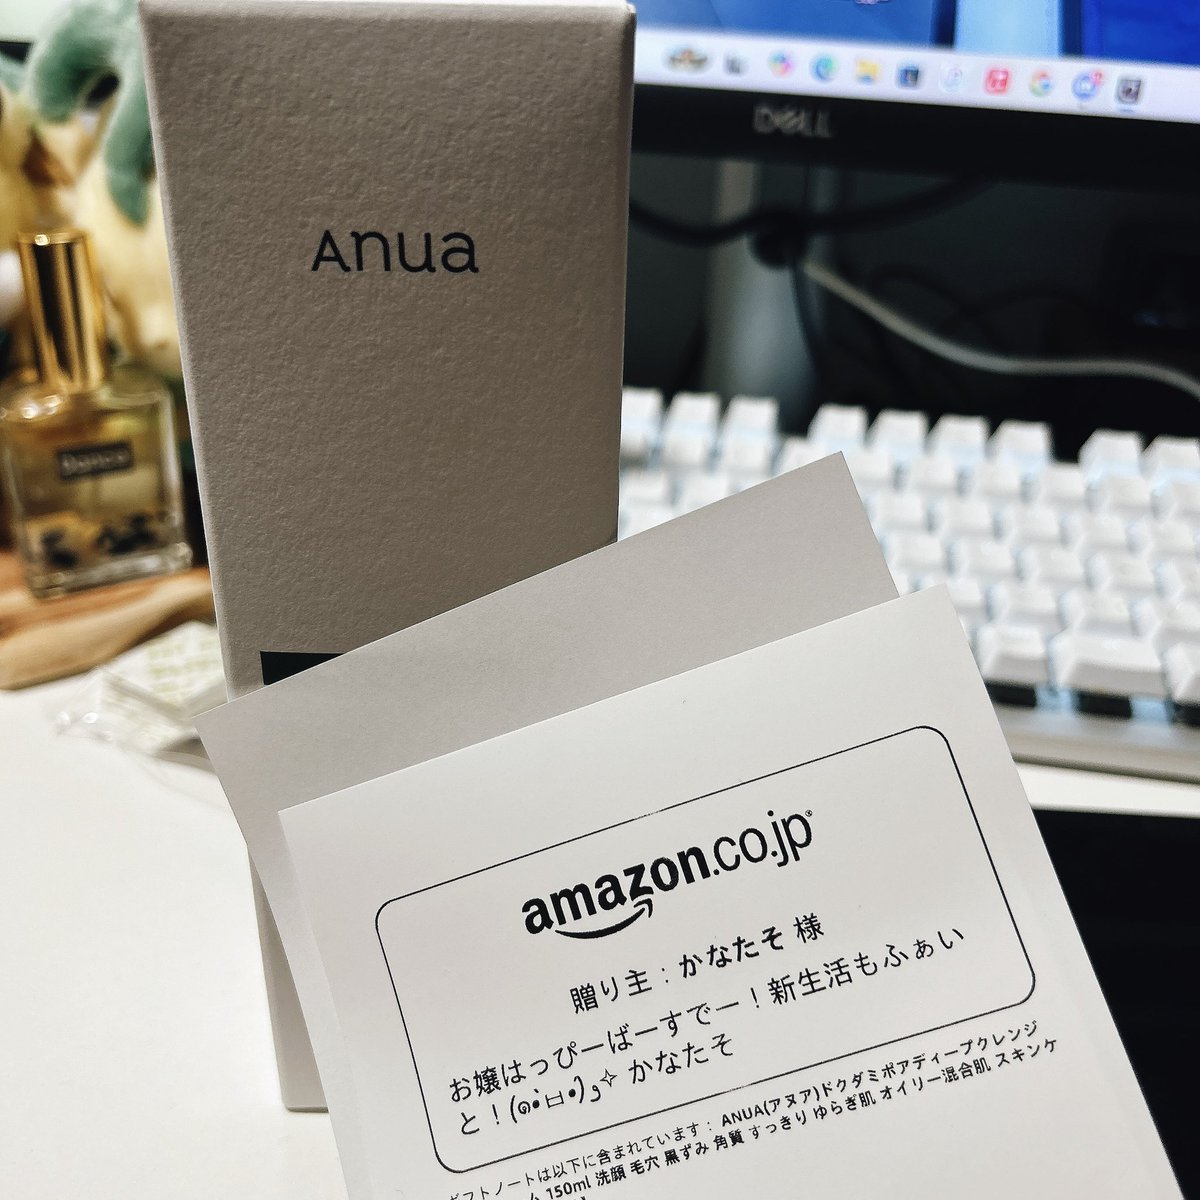 Anua
DELL
amazon.co.jp
贈り主：かなたそ 様
お嬢はっぴーばーすでー！新生活もふぁい
と！(๑•̀ㅂ•́)و✧ かなたそ
ギフトノートは以下に含まれています： ANUA(アヌア)ドクダミポアディープクレンジ
ム 150ml 洗顔 毛穴 黒ずみ 角質 すっきり ゆらぎ肌 オイリー混合肌 スキンケ